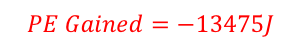 PE Gained = −13475J